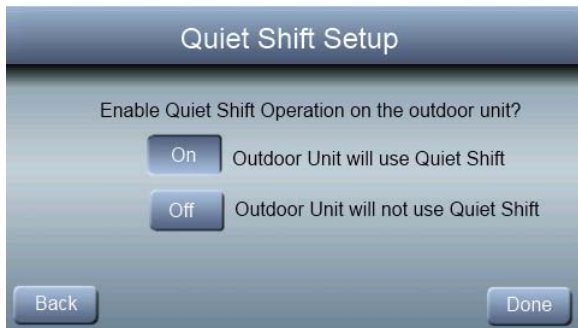 Quiet Shift Setup
Enable Quiet Shift Operation on the outdoor unit?
On Outdoor Unit will use Quiet Shift
Off Outdoor Unit will not use Quiet Shift
Back Done